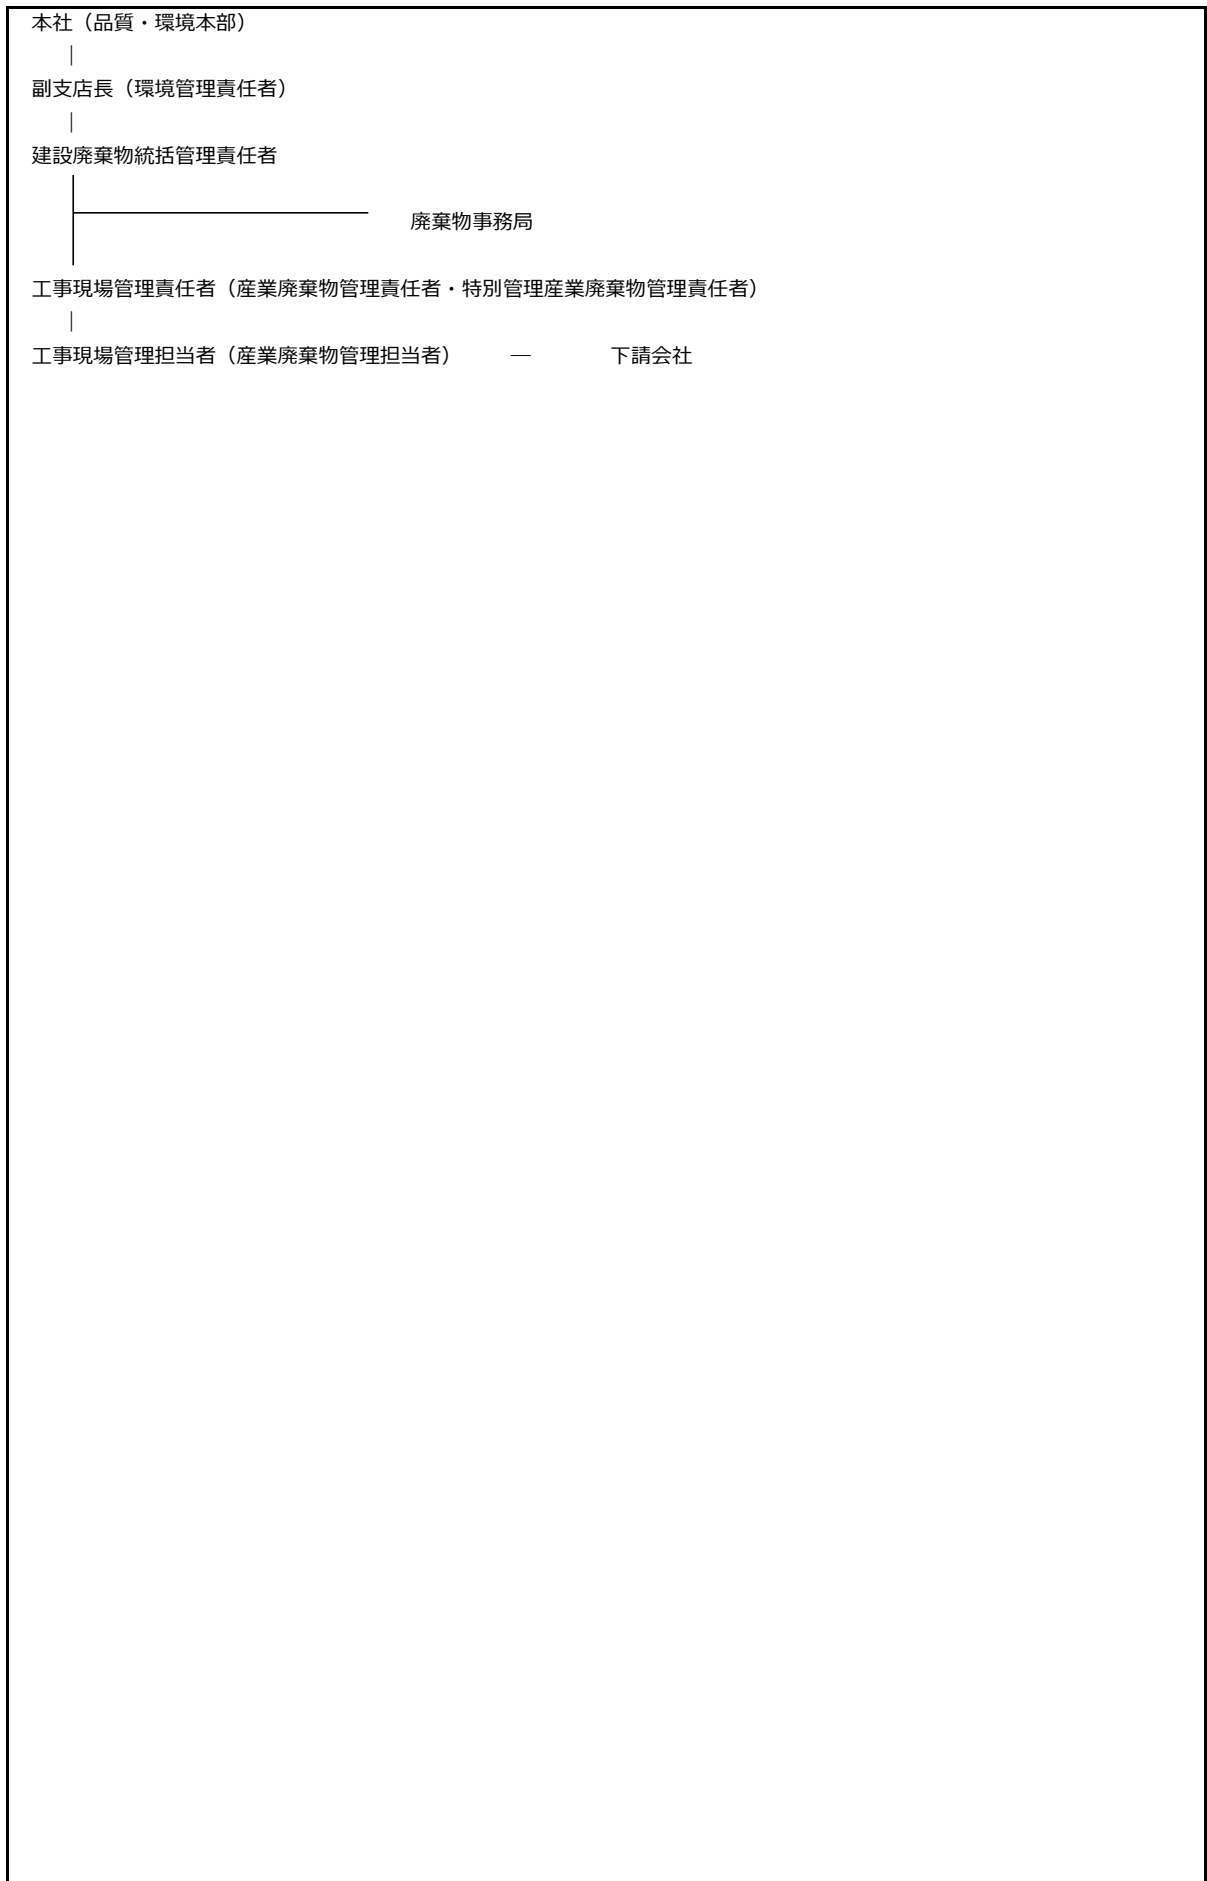 本社（品質・環境本部）
｜
副支店長（環境管理責任者）
｜
建設廃棄物統括管理責任者
廃棄物事務局
工事現場管理責任者（産業廃棄物管理責任者・特別管理産業廃棄物管理責任者）
｜
工事現場管理担当者（産業廃棄物管理担当者）　　―　　　下請会社